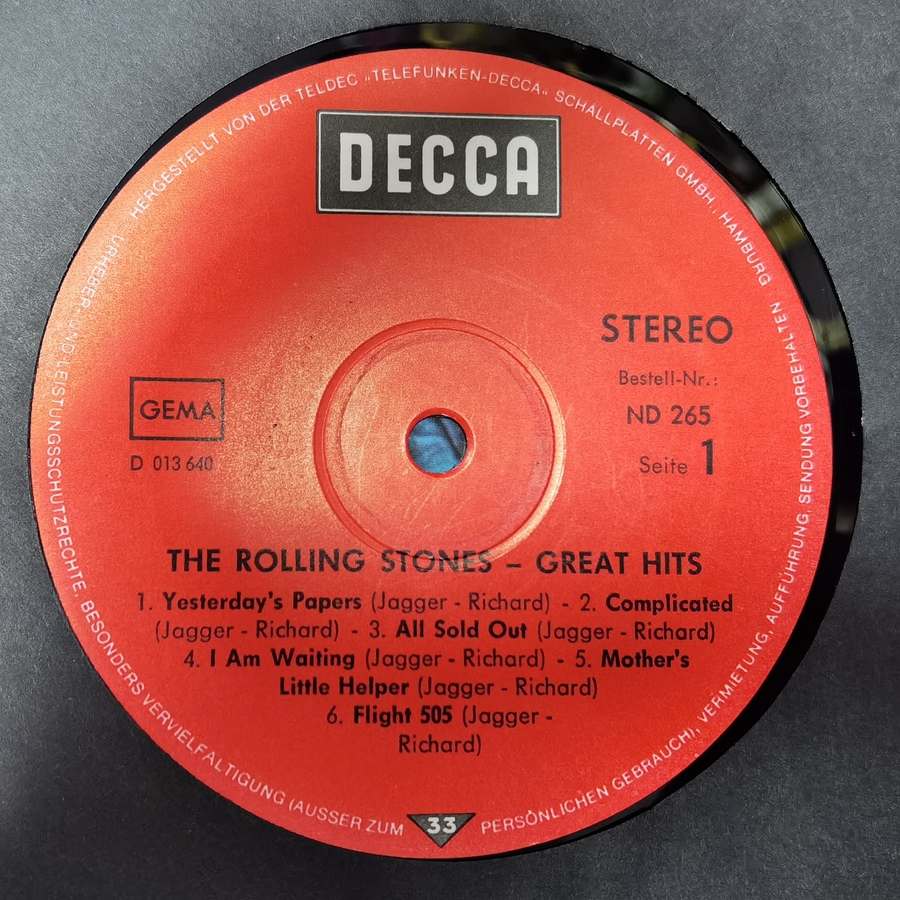 HERGESTELLT VON DER TELDEC »TELEFUNKEN-DECCA« SCHALLPLATTEN GMBH, HAMBURG
DECCA
STEREO
Bestell-Nr.:
ND 265
Seite 1
GEMA
D 013 640
THE ROLLING STONES – GREAT HITS
1. Yesterday's Papers (Jagger - Richard) - 2. Complicated
(Jagger - Richard) - 3. All Sold Out (Jagger - Richard)
4. I Am Waiting (Jagger - Richard) - 5. Mother's
Little Helper (Jagger - Richard)
6. Flight 505 (Jagger -
Richard)
33
URHEBER- UND LEISTUNGSSCHUTZRECHTE, BESONDERS VERVIELFALTIGUNG (AUSSER ZUM PERSÖNLICHEN GEBRAUCH), VERMIETUNG, AUFFÜHRUNG, SENDUNG VORBEHALTEN